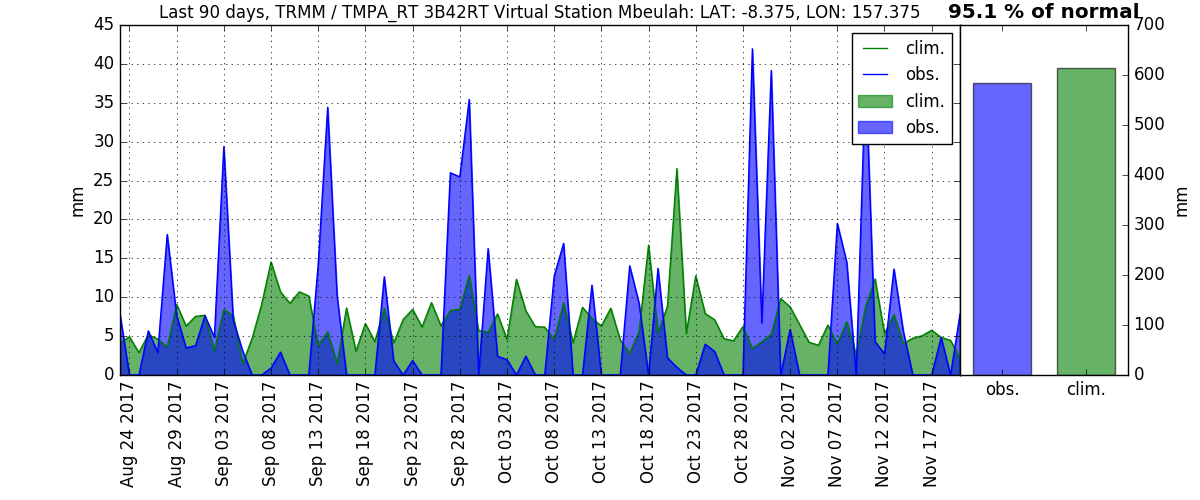 Last 90 days, TRMM / TMPA_RT 3B42RT Virtual Station Mbeulah: LAT: -8.375, LON: 157.375
95.1 % of normal
45
40
35
30
25
20
15
10
5
0
mm
clim.
obs.
clim.
obs.
700
600
500
400
300
200
100
0
mm
obs.
clim.
Aug 24 2017
Aug 29 2017
Sep 03 2017
Sep 08 2017
Sep 13 2017
Sep 18 2017
Sep 23 2017
Sep 28 2017
Oct 03 2017
Oct 08 2017
Oct 13 2017
Oct 18 2017
Oct 23 2017
Oct 28 2017
Nov 02 2017
Nov 07 2017
Nov 12 2017
Nov 17 2017